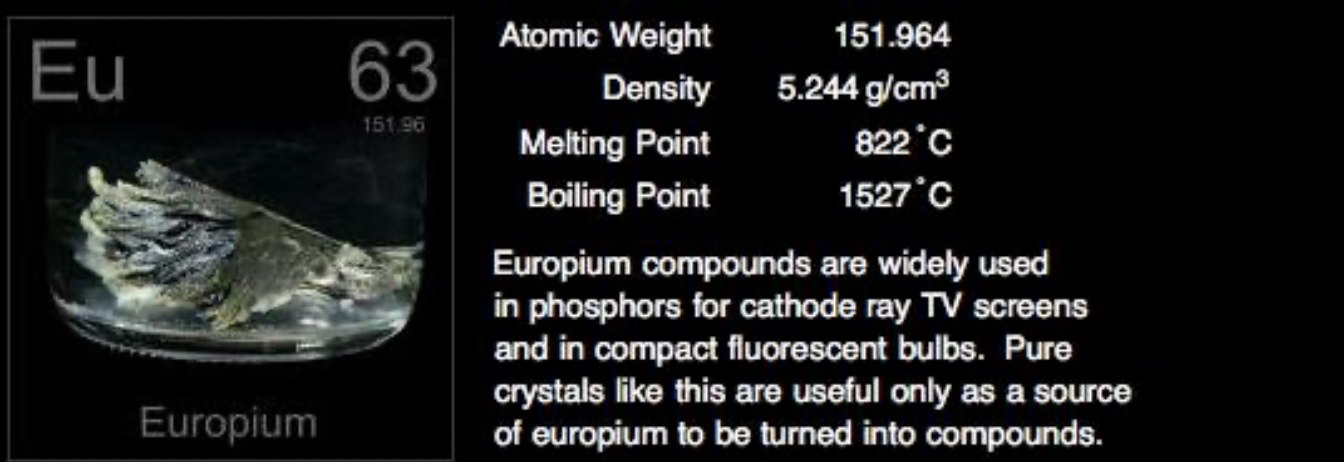 Eu 63
151.96
Europium
Atomic Weight 151.964
Density 5.244 g/cm³
Melting Point 822˚C
Boiling Point 1527˚C
Europium compounds are widely used
in phosphors for cathode ray TV screens
and in compact fluorescent bulbs. Pure
crystals like this are useful only as a source
of europium to be turned into compounds.